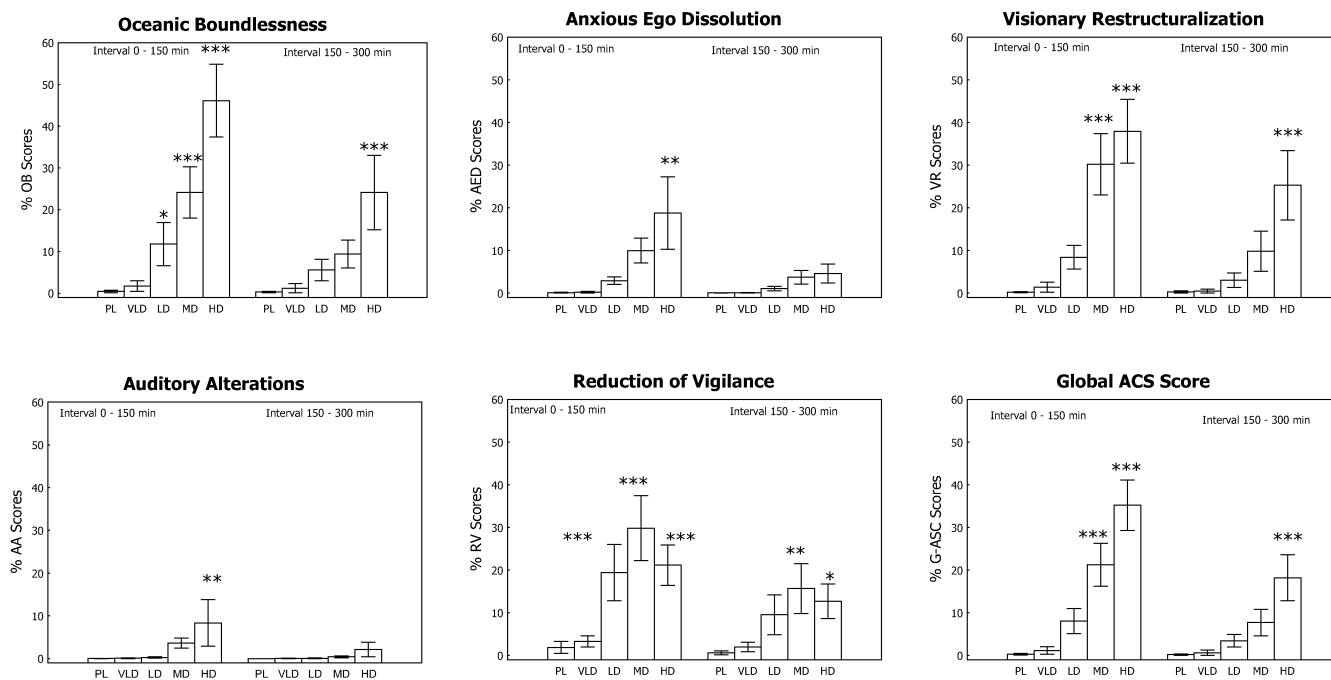 Oceanic Boundlessness
60
Interval 0 - 150 min
***
Interval 150 - 300 min
50
40
% OB Scores
30
***
***
20
*
10
0
PL VLD LD MD HD PL VLD LD MD HD
Anxious Ego Dissolution
60
Interval 0 - 150 min
Interval 150 - 300 min
50
40
% AED Scores
30
**
20
10
0
PL VLD LD MD HD PL VLD LD MD HD
Visionary Restructuralization
60
Interval 0 - 150 min
Interval 150 - 300 min
50
***
40
***
***
% VR Scores
30
20
10
0
PL VLD LD MD HD PL VLD LD MD HD
Auditory Alterations
60
Interval 0 - 150 min
Interval 150 - 300 min
50
40
% AA Scores
30
20
**
10
0
PL VLD LD MD HD PL VLD LD MD HD
Reduction of Vigilance
60
Interval 0 - 150 min
Interval 150 - 300 min
50
40
***
% RV Scores
30
***
***
**
20
*
10
0
PL VLD LD MD HD PL VLD LD MD HD
Global ACS Score
60
Interval 0 - 150 min
Interval 150 - 300 min
50
***
40
% G-ASC Scores
30
***
***
20
10
0
PL VLD LD MD HD PL VLD LD MD HD